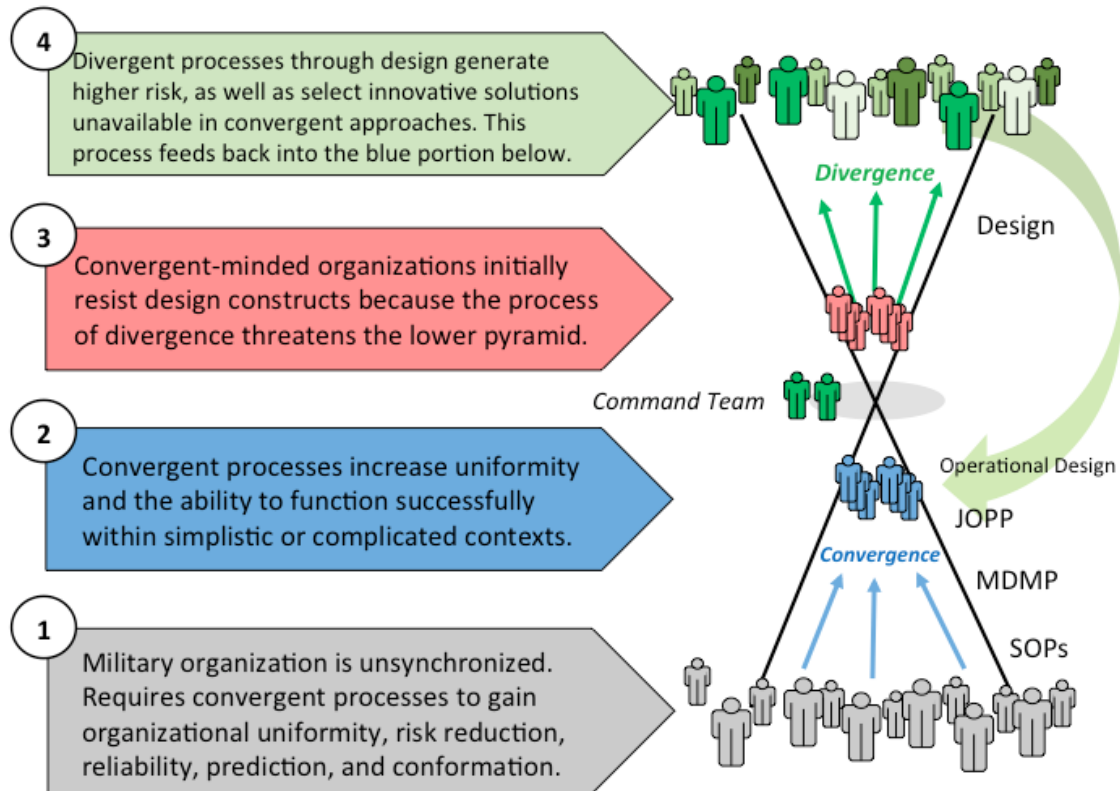 4
Divergent processes through design generate
higher risk, as well as select innovative solutions
unavailable in convergent approaches. This
process feeds back into the blue portion below.
Divergence
Design
3
Convergent-minded organizations initially
resist design constructs because the process
of divergence threatens the lower pyramid.
Command Team
2
Convergent processes increase uniformity
and the ability to function successfully
within simplistic or complicated contexts.
Operational Design
JOPP
Convergence
MDMP
SOPs
1
Military organization is unsynchronized.
Requires convergent processes to gain
organizational uniformity, risk reduction,
reliability, prediction, and conformation.